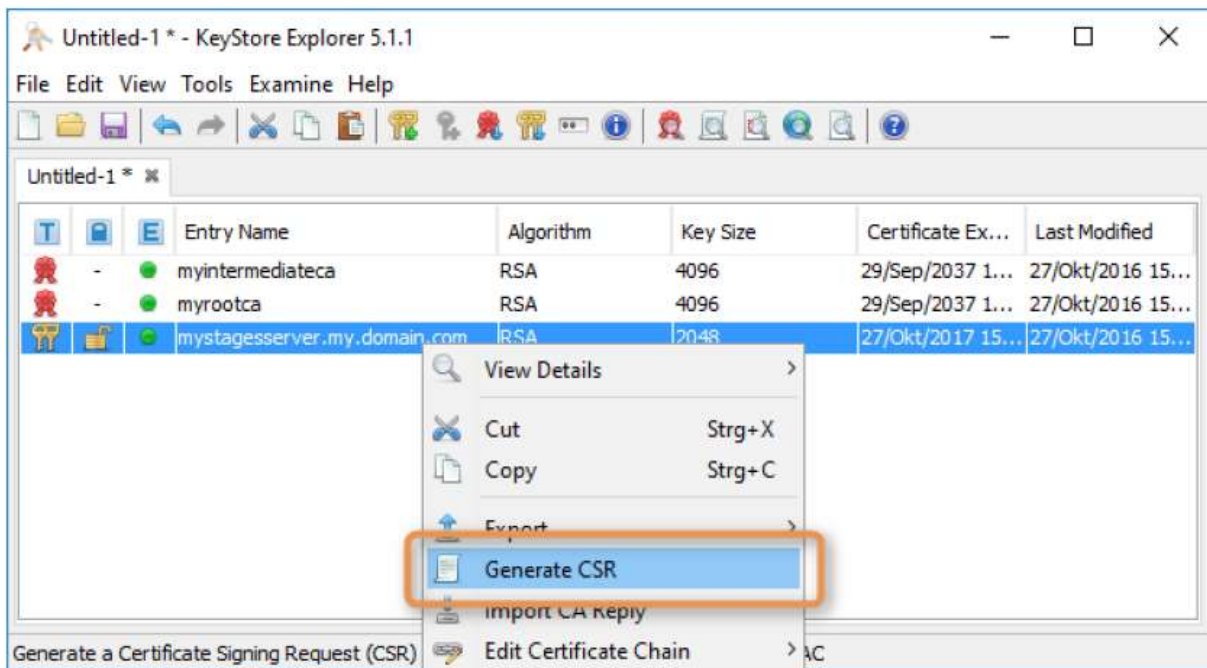 Untitled-1 * - KeyStore Explorer 5.1.1
File Edit View Tools Examine Help
Untitled-1 *
T E Entry Name Algorithm Key Size Certificate Ex... Last Modified
- myintermediateca RSA 4096 29/Sep/2037 1... 27/Okt/2016 15...
- myrootca RSA 4096 29/Sep/2037 1... 27/Okt/2016 15...
mystagesserver.my.domain.com RSA 2048 27/Okt/2017 15... 27/Okt/2016 15...
View Details
Cut Strg+X
Copy Strg+C
Export
Generate CSR
Import CA Reply
Generate a Certificate Signing Request (CSR) Edit Certificate Chain AC